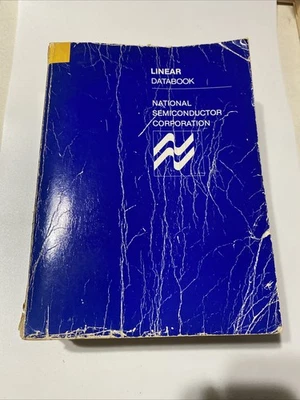 LINEAR
DATABOOK
NATIONAL
SEMICONDUCTOR
CORPORATION